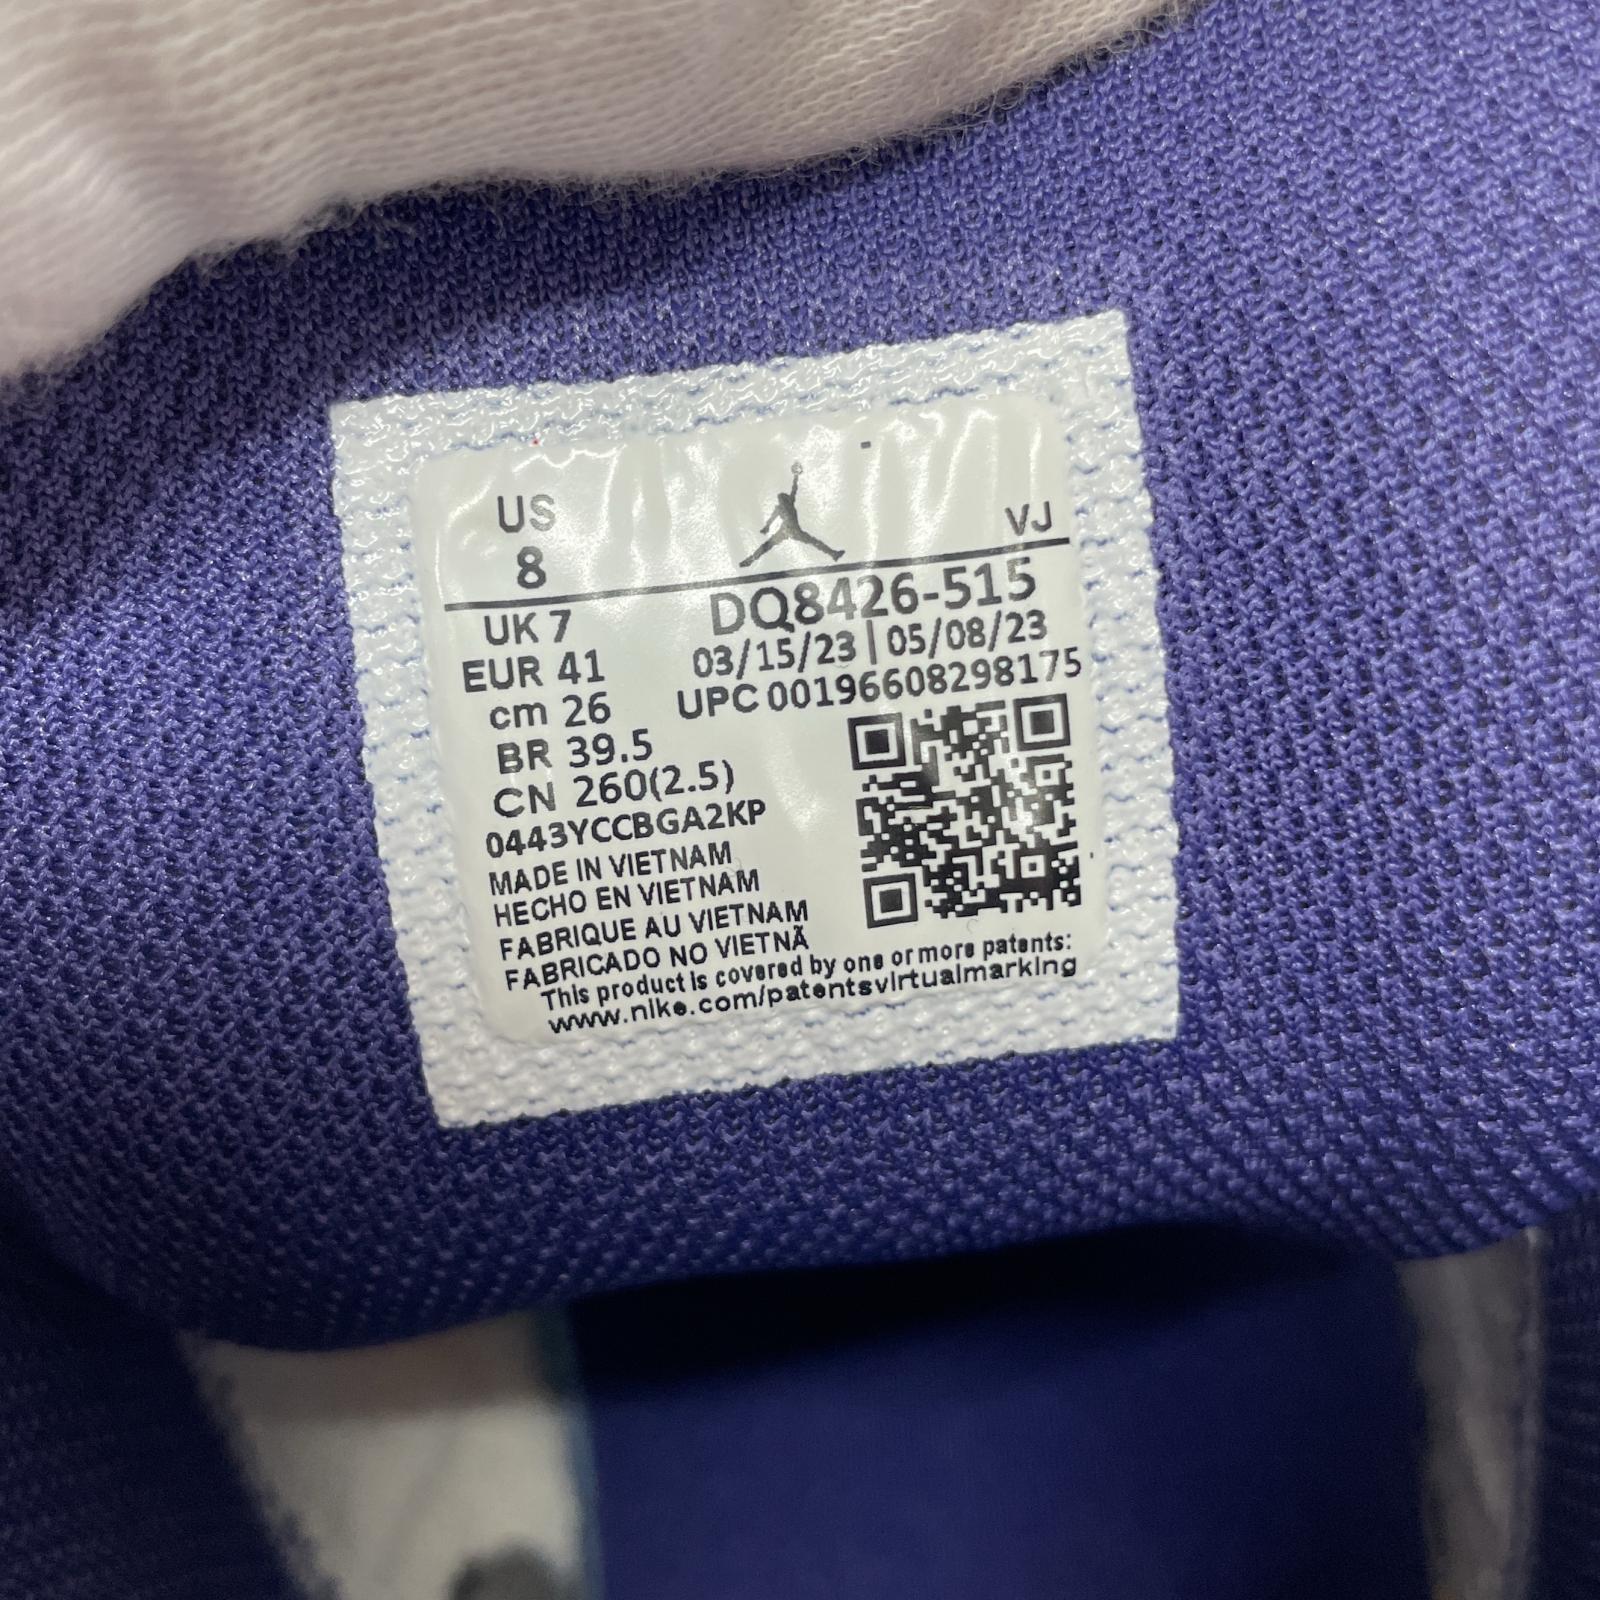 US
8
VJ
UK 7
EUR 41
cm 26
BR 39.5
CN 260(2.5)
DQ8426-515
03/15/23 | 05/08/23
UPC 00196608298175
0443YCCBGA2KP
MADE IN VIETNAM
HECHO EN VIETNAM
FABRIQUE AU VIETNAM
FABRICADO NO VIETNÃ
This product is covered by one or more patents:
www.nike.com/patentsvirtualmarking